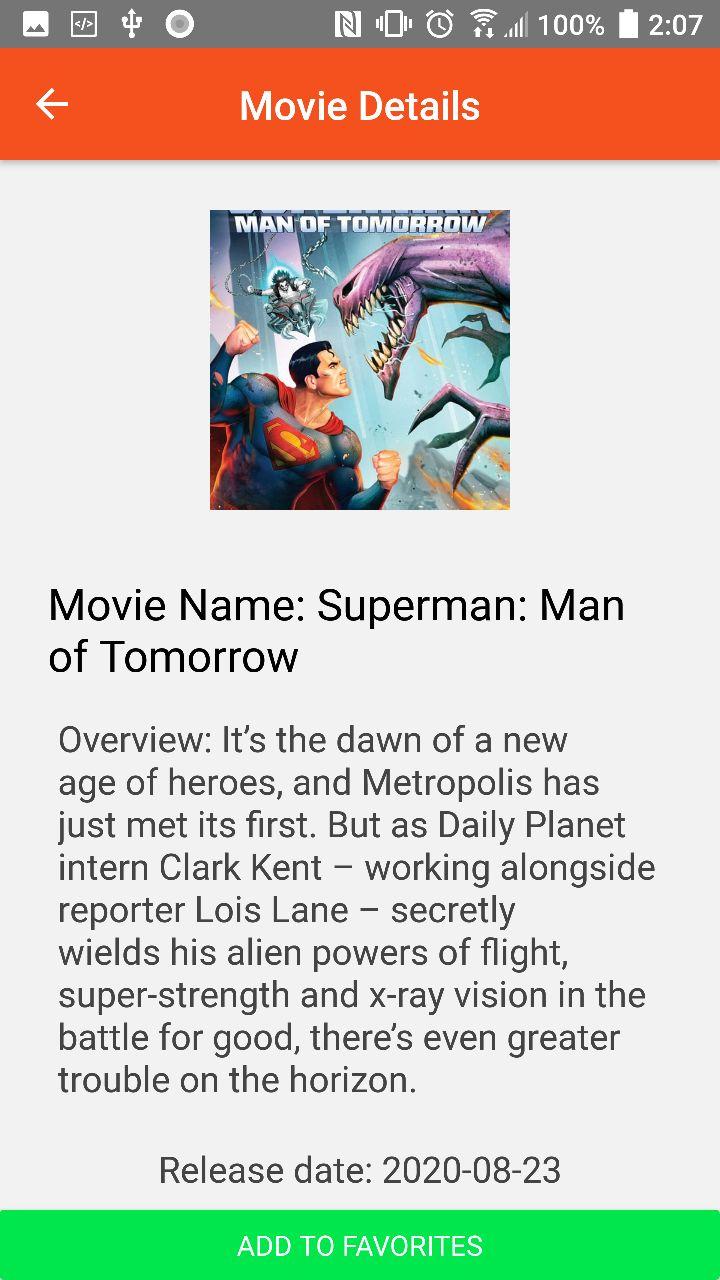 100% 2:07
Movie Details
MAN OF TOMORROW
Movie Name: Superman: Man
of Tomorrow
Overview: It’s the dawn of a new
age of heroes, and Metropolis has
just met its first. But as Daily Planet
intern Clark Kent – working alongside
reporter Lois Lane – secretly
wields his alien powers of flight,
super-strength and x-ray vision in the
battle for good, there’s even greater
trouble on the horizon.
Release date: 2020-08-23
ADD TO FAVORITES